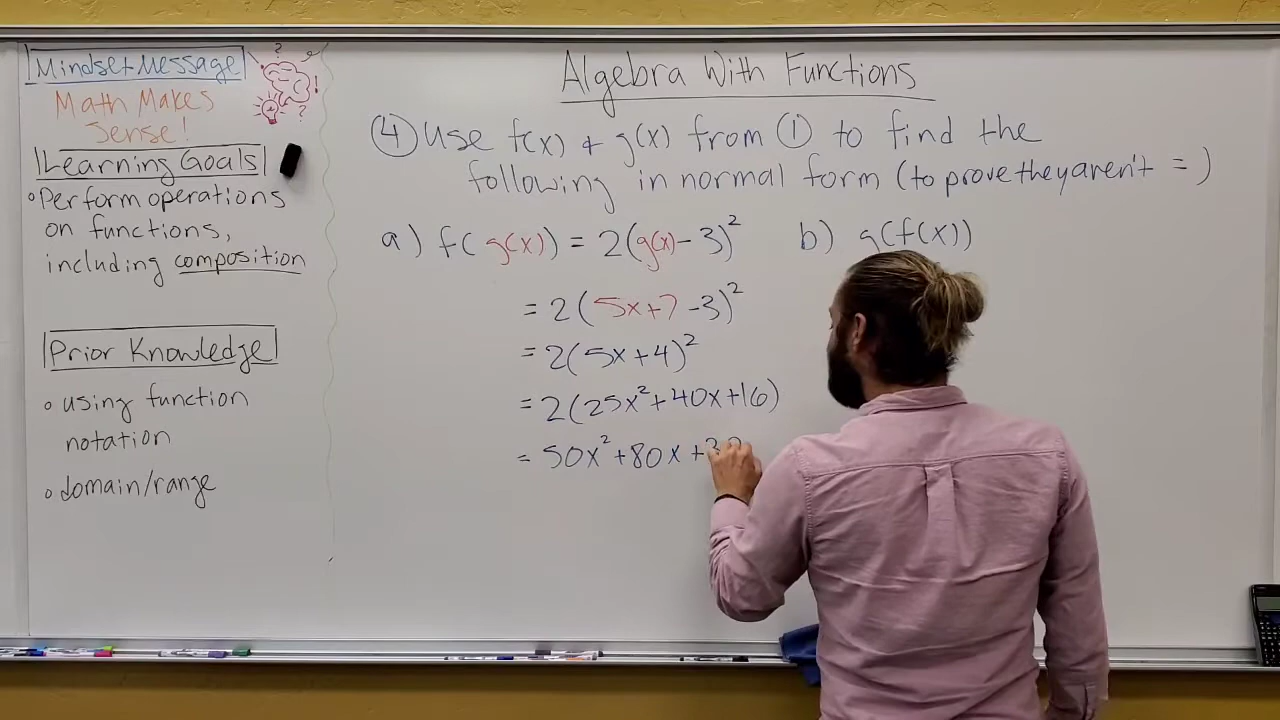 Mindset Message
Math Makes
Sense!
Learning Goals
Perform operations
on functions,
including composition
Prior Knowledge
using function
notation
domain/range
Algebra With Functions
④ Use f(x) & g(x) from ① to find the
following in normal form (to prove they aren't = )
a) f(g(x)) = 2(g(x)-3)²
= 2(5x+7-3)²
= 2(5x+4)²
= 2(25x²+40x+16)
= 50x²+80x+
b) g(f(x))